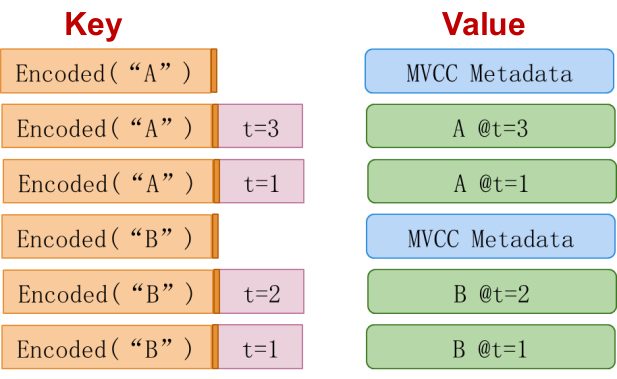 Key Value
Encoded(“A”) MVCC Metadata
Encoded(“A”) t=3 A @t=3
Encoded(“A”) t=1 A @t=1
Encoded(“B”) MVCC Metadata
Encoded(“B”) t=2 B @t=2
Encoded(“B”) t=1 B @t=1